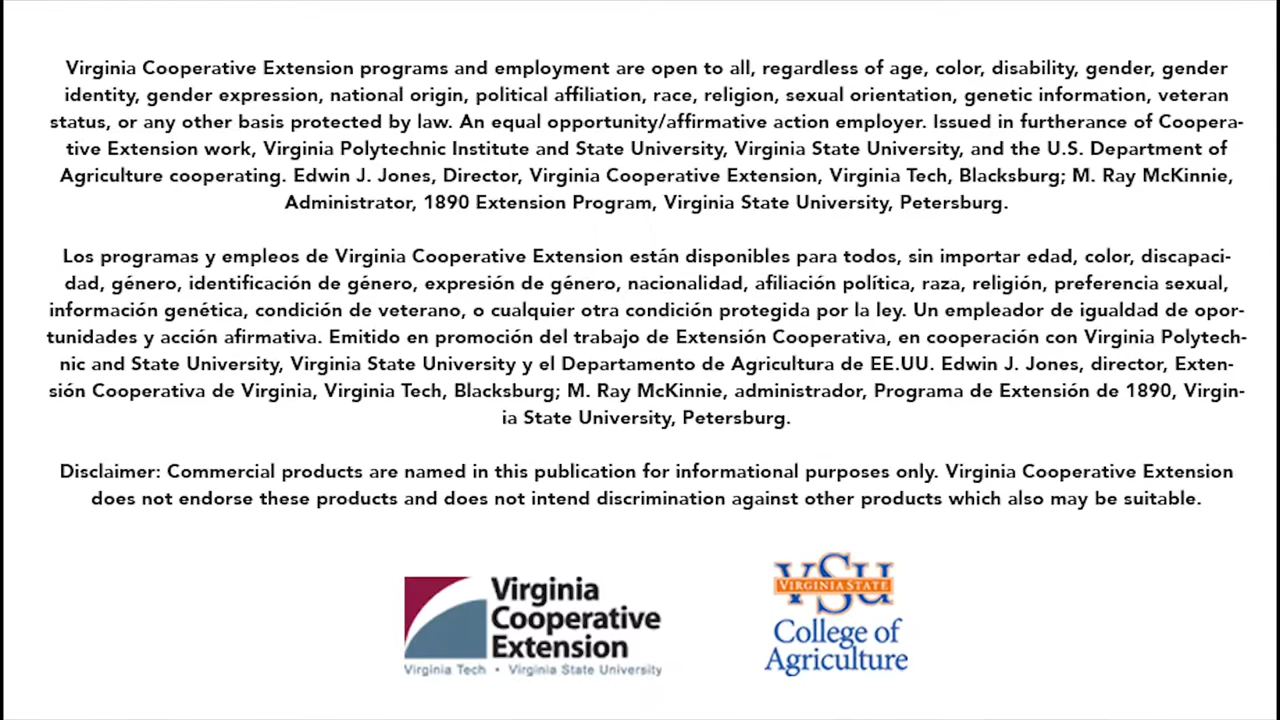 Virginia Cooperative Extension programs and employment are open to all, regardless of age, color, disability, gender, gender
identity, gender expression, national origin, political affiliation, race, religion, sexual orientation, genetic information, veteran
status, or any other basis protected by law. An equal opportunity/affirmative action employer. Issued in furtherance of Coopera-
tive Extension work, Virginia Polytechnic Institute and State University, Virginia State University, and the U.S. Department of
Agriculture cooperating. Edwin J. Jones, Director, Virginia Cooperative Extension, Virginia Tech, Blacksburg; M. Ray McKinnie,
Administrator, 1890 Extension Program, Virginia State University, Petersburg.
Los programas y empleos de Virginia Cooperative Extension están disponibles para todos, sin importar edad, color, discapaci-
dad, género, identificación de género, expresión de género, nacionalidad, afiliación política, raza, religión, preferencia sexual,
información genética, condición de veterano, o cualquier otra condición protegida por la ley. Un empleador de igualdad de opor-
tunidades y acción afirmativa. Emitido en promoción del trabajo de Extensión Cooperativa, en cooperación con Virginia Polytech-
nic and State University, Virginia State University y el Departamento de Agricultura de EE.UU. Edwin J. Jones, director, Exten-
sión Cooperativa de Virginia, Virginia Tech, Blacksburg; M. Ray McKinnie, administrador, Programa de Extensión de 1890, Virgin-
ia State University, Petersburg.
Disclaimer: Commercial products are named in this publication for informational purposes only. Virginia Cooperative Extension
does not endorse these products and does not intend discrimination against other products which also may be suitable.
Virginia
Cooperative
Extension
Virginia Tech • Virginia State University
VSU
VIRGINIA STATE
College of
Agriculture